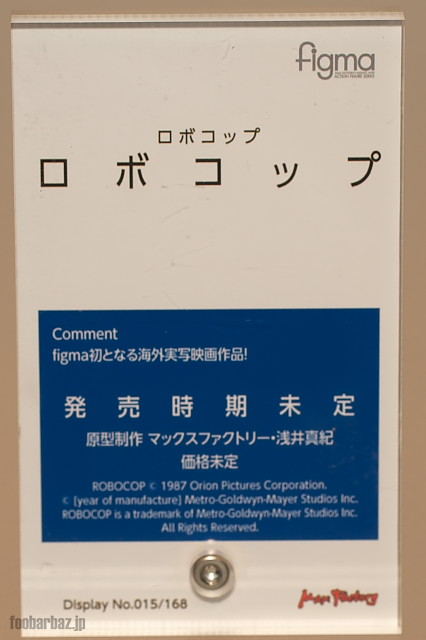 figma
ロボコップ
ロボコップ
Comment
figma初となる海外実写映画作品!
発売時期未定
原型制作 マックスファクトリー・浅井真紀
価格未定
ROBOCOP © 1987 Orion Pictures Corporation.
© [year of manufacture] Metro-Goldwyn-Mayer Studios Inc.
ROBOCOP is a trademark of Metro-Goldwyn-Mayer Studios Inc.
All Rights Reserved.
Display No.015/168
Max Factory
foobarbaz.jp